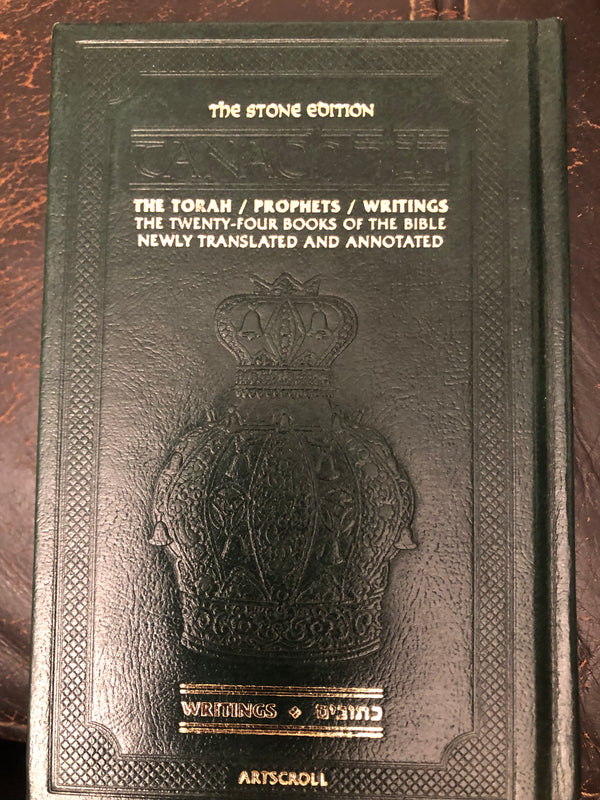 The STONE EDITION
TANACH
THE TORAH / PROPHETS / WRITINGS
THE TWENTY-FOUR BOOKS OF THE BIBLE
NEWLY TRANSLATED AND ANNOTATED
WRITINGS כתובים
ARTSCROLL